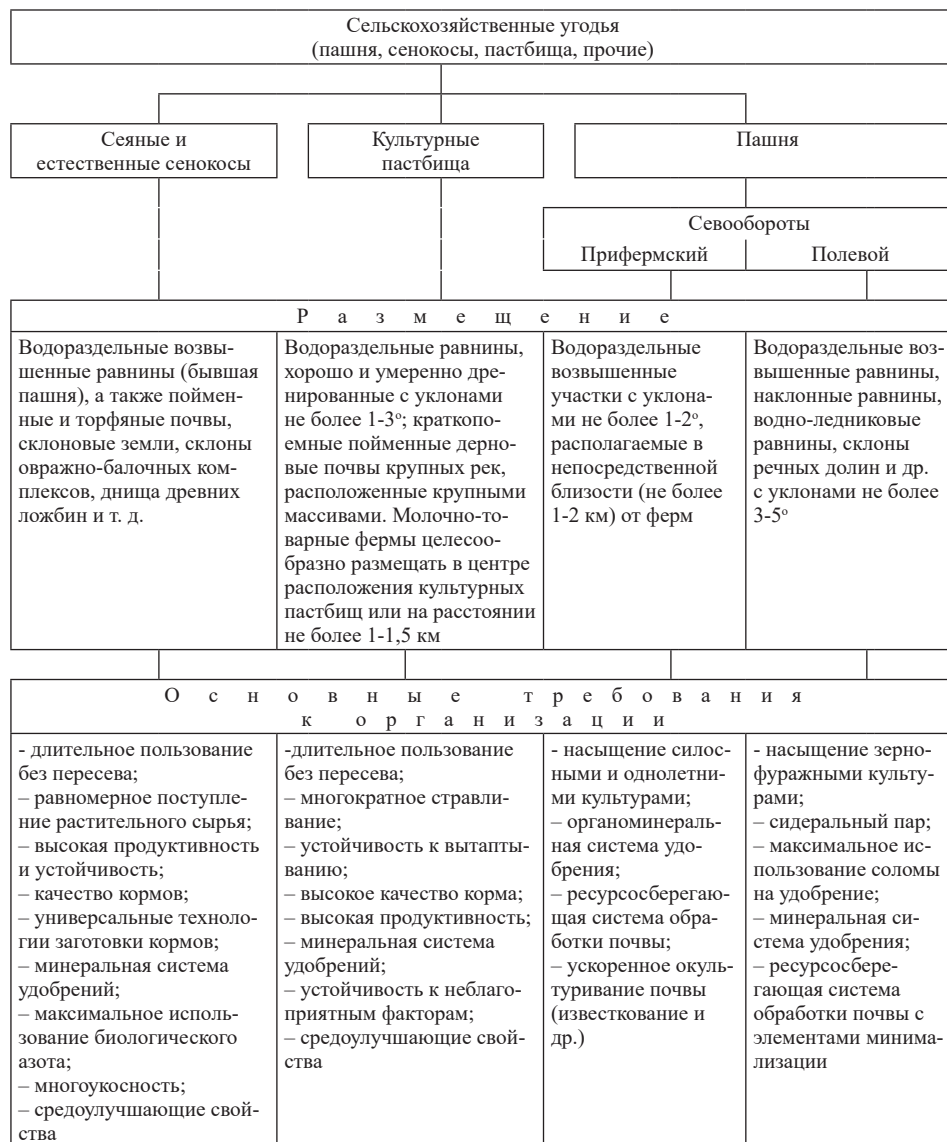 Сельскохозяйственные угодья
(пашня, сенокосы, пастбища, прочие)
Сеяные и
естественные сенокосы
Культурные
пастбища
Пашня
Севообороты
Прифермский
Полевой
Р а з м е щ е н и е
Водораздельные возвы-
шенные равнины (бывшая
пашня), а также поймен-
ные и торфяные почвы,
склоновые земли, склоны
овражно-балочных ком-
плексов, днища древних
ложбин и т. д.
Водораздельные равнины,
хорошо и умеренно дре-
нированные с уклонами
не более 1-3º; краткопо-
емные пойменные дерно-
вые почвы крупных рек,
расположенные крупными
массивами. Молочно-то-
варные фермы целесоо-
бразно размещать в центре
расположения культурных
пастбищ или на расстоянии
не более 1-1,5 км
Водораздельные
возвышенные
участки с уклона-
ми не более 1-2º,
располагаемые в
непосредственной
близости (не более
1-2 км) от ферм
Водораздельные воз-
вышенные равнины,
наклонные равнины,
водно-ледниковые
равнины, склоны
речных долин и др.
с уклонами не более
3-5º
О с н о в н ы е т р е б о в а н и я
к о р г а н и з а ц и и
- длительное пользование
без пересева;
– равномерное поступле-
ние растительного сырья;
– высокая продуктивность
и устойчивость;
– качество кормов;
– универсальные техноло-
гии заготовки кормов;
– минеральная система
удобрений;
– максимальное исполь-
зование биологического
азота;
– многоукосность;
– средоулучшающие свой-
ства
-длительное пользование
без пересева;
– многократное стравли-
вание;
– устойчивость к вытапты-
ванию;
– высокое качество корма;
– высокая продуктивность;
– минеральная система
удобрений;
– устойчивость к неблаго-
приятным факторам;
– средоулучшающие свой-
ства
- насыщение силос-
ными и однолетни-
ми культурами;
– органоминераль-
ная система удо-
брения;
– ресурсосберегаю-
щая система обра-
ботки почвы;
– ускоренное окуль-
туривание почвы
(известкование и
др.)
- насыщение зерно-
фуражными культу-
рами;
– сидеральный пар;
– максимальное ис-
пользование соломы
на удобрение;
– минеральная си-
стема удобрения;
– ресурсосбере-
гающая система
обработки почвы с
элементами минима-
лизации